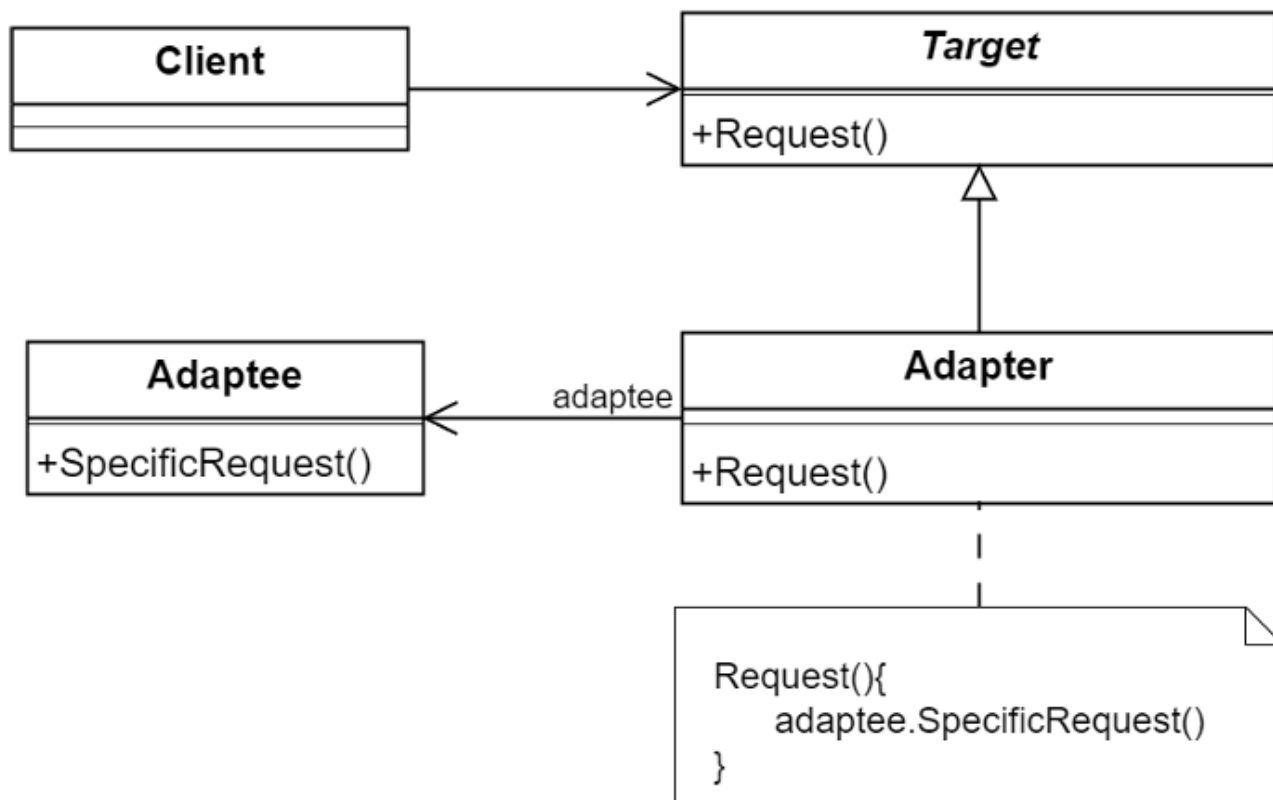 Client
Target
+Request()
Adaptee
+SpecificRequest()
adaptee
Adapter
+Request()
Request(){
adaptee.SpecificRequest()
}